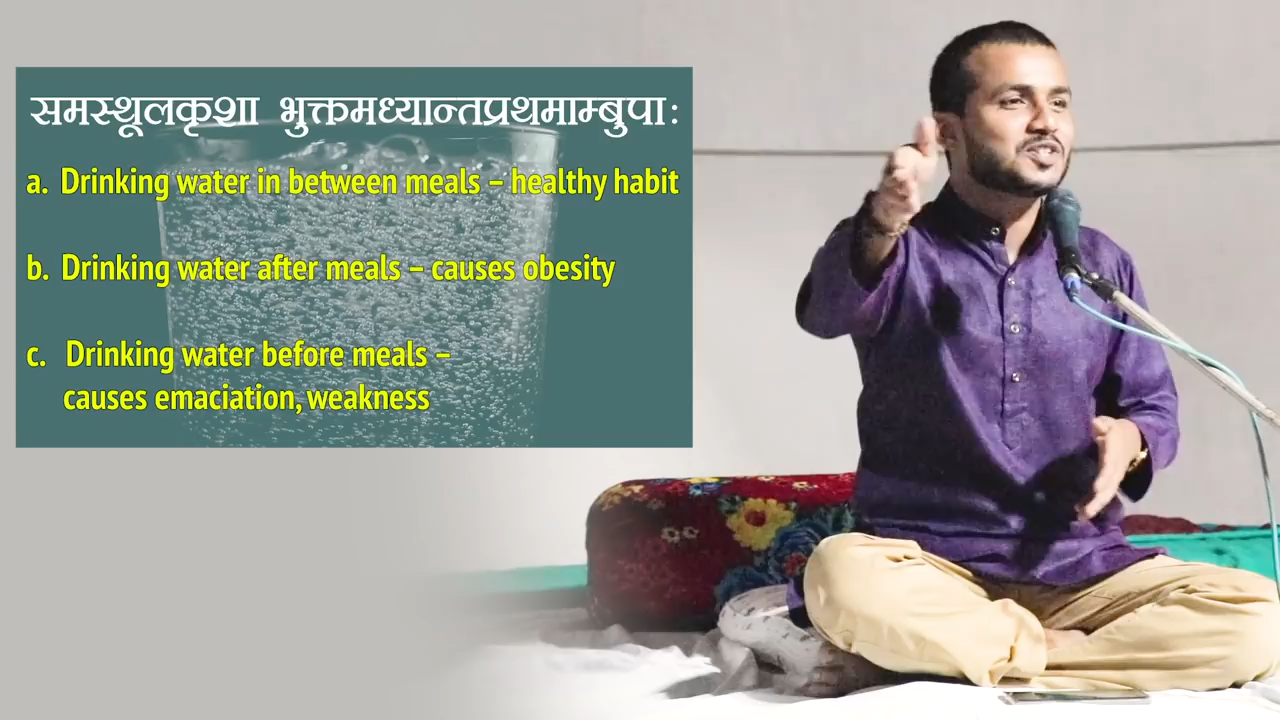 समस्थूलकृशा भुक्तमध्यान्तप्रथमाम्बुपाः
a. Drinking water in between meals – healthy habit
b. Drinking water after meals – causes obesity
c. Drinking water before meals –
causes emaciation, weakness